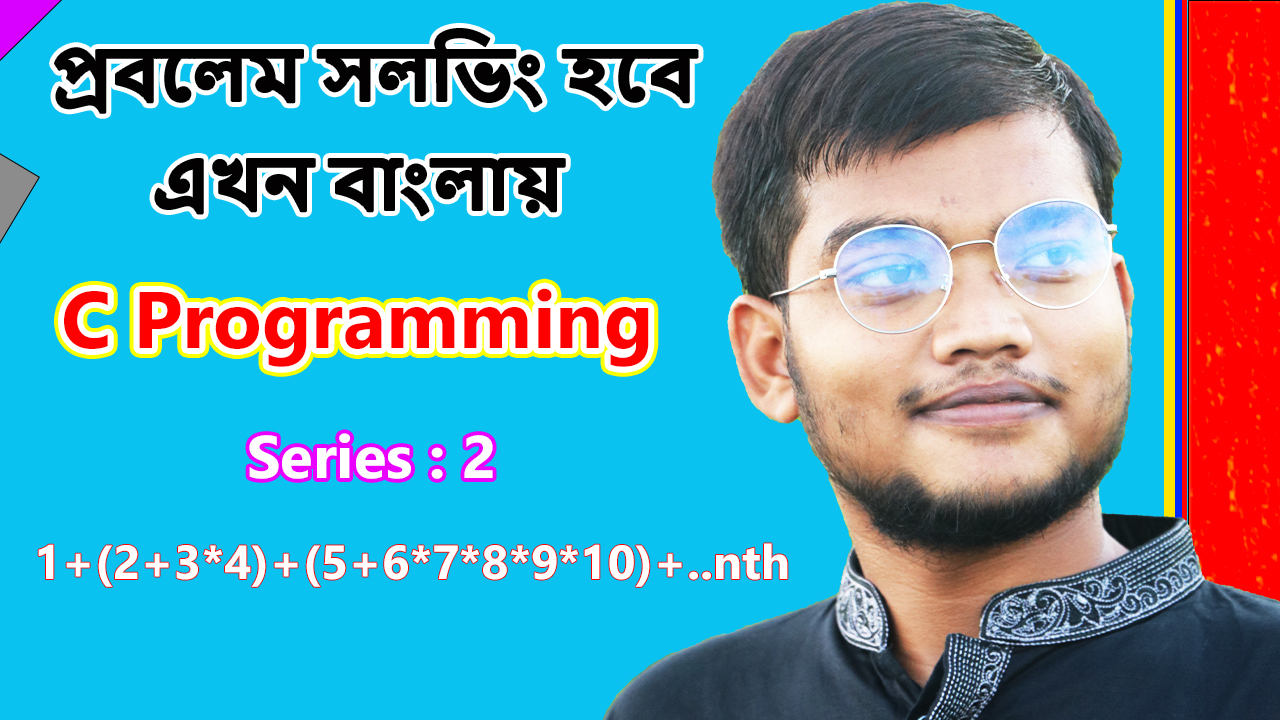 প্রবলেম সলভিং হবে
এখন বাংলায়
C Programming
Series : 2
1+(2+3*4)+(5+6*7*8*9*10)+..nth